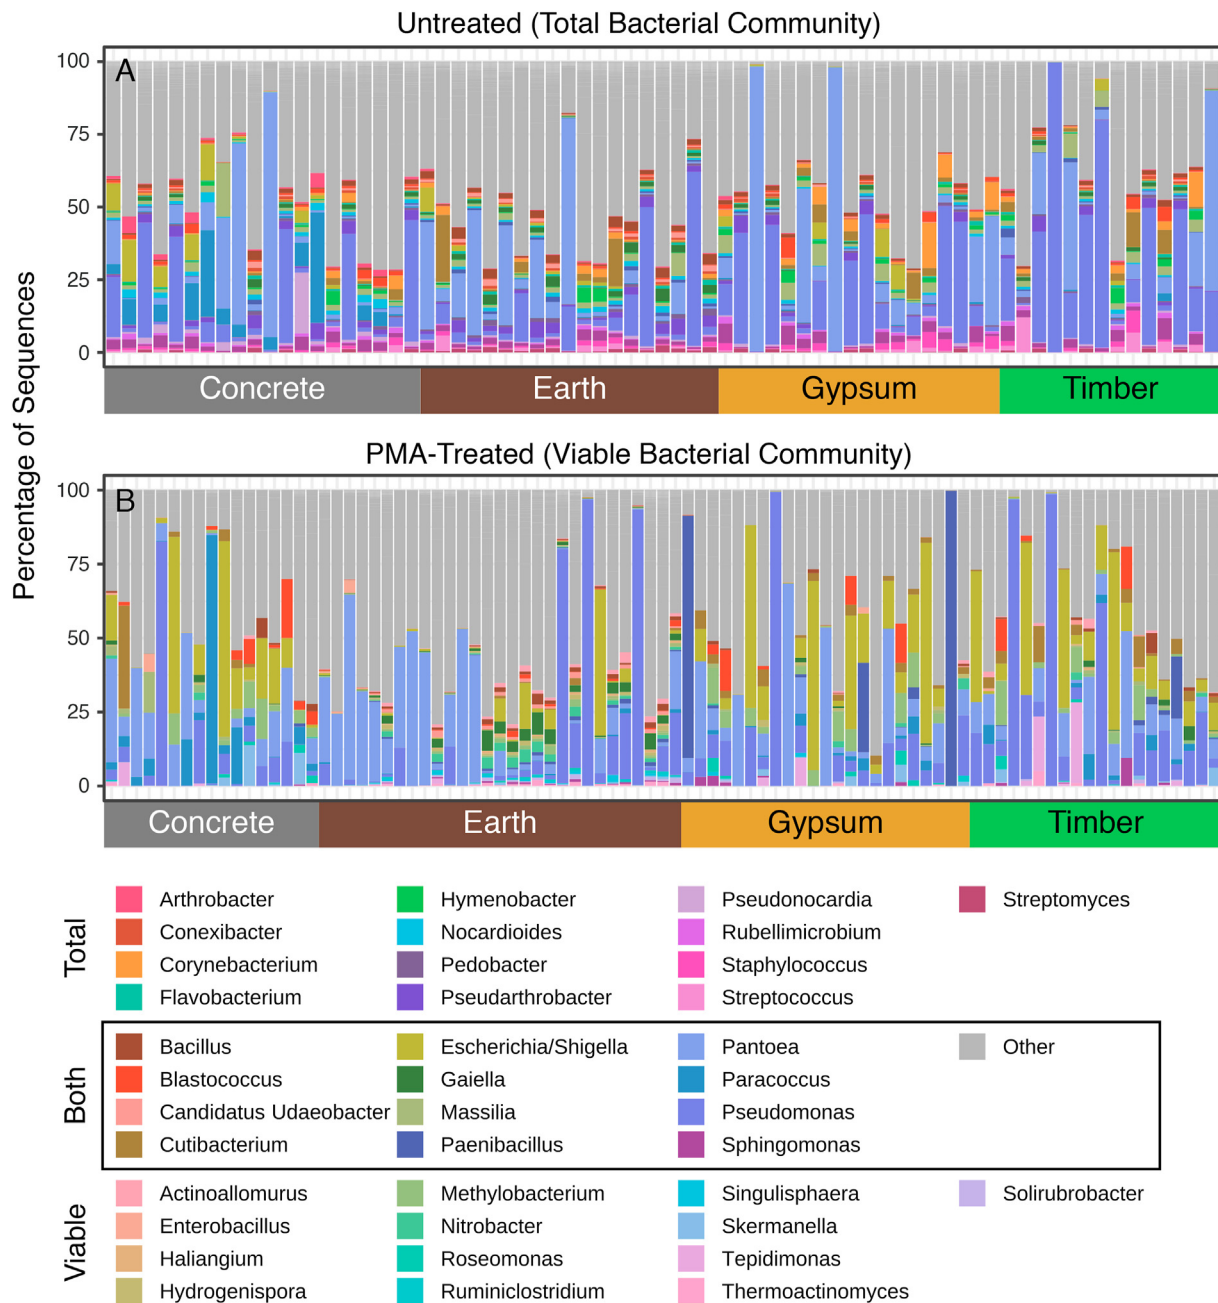 Untreated (Total Bacterial Community)
A
100
75
50
25
0
Concrete Earth Gypsum Timber
Percentage of Sequences
PMA-Treated (Viable Bacterial Community)
B
100
75
50
25
0
Concrete Earth Gypsum Timber
Total
Arthrobacter Hymenobacter Pseudonocardia Streptomyces
Conexibacter Nocardioides Rubellimicrobium
Corynebacterium Pedobacter Staphylococcus
Flavobacterium Pseudarthrobacter Streptococcus
Both
Bacillus Escherichia/Shigella Pantoea Other
Blastococcus Gaiella Paracoccus
Candidatus Udaeobacter Massilia Pseudomonas
Cutibacterium Paenibacillus Sphingomonas
Viable
Actinoallomurus Methylobacterium Singulisphaera Solirubrobacter
Enterobacillus Nitrobacter Skermanella
Haliangium Roseomonas Tepidimonas
Hydrogenispora Ruminiclostridium Thermoactinomyces